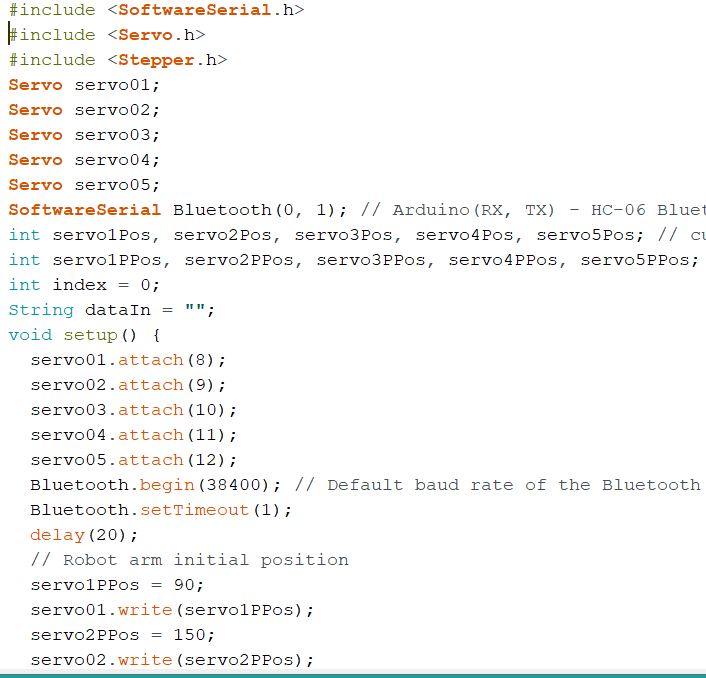 #include <SoftwareSerial.h>
#include <Servo.h>
#include <Stepper.h>
Servo servo01;
Servo servo02;
Servo servo03;
Servo servo04;
Servo servo05;
SoftwareSerial Bluetooth(0, 1); // Arduino(RX, TX) - HC-06 Bluet
int servo1Pos, servo2Pos, servo3Pos, servo4Pos, servo5Pos; // cu
int servo1PPos, servo2PPos, servo3PPos, servo4PPos, servo5PPos;
int index = 0;
String dataIn = "";
void setup() {
  servo01.attach(8);
  servo02.attach(9);
  servo03.attach(10);
  servo04.attach(11);
  servo05.attach(12);
  Bluetooth.begin(38400); // Default baud rate of the Bluetooth
  Bluetooth.setTimeout(1);
  delay(20);
  // Robot arm initial position
  servo1PPos = 90;
  servo01.write(servo1PPos);
  servo2PPos = 150;
  servo02.write(servo2PPos);